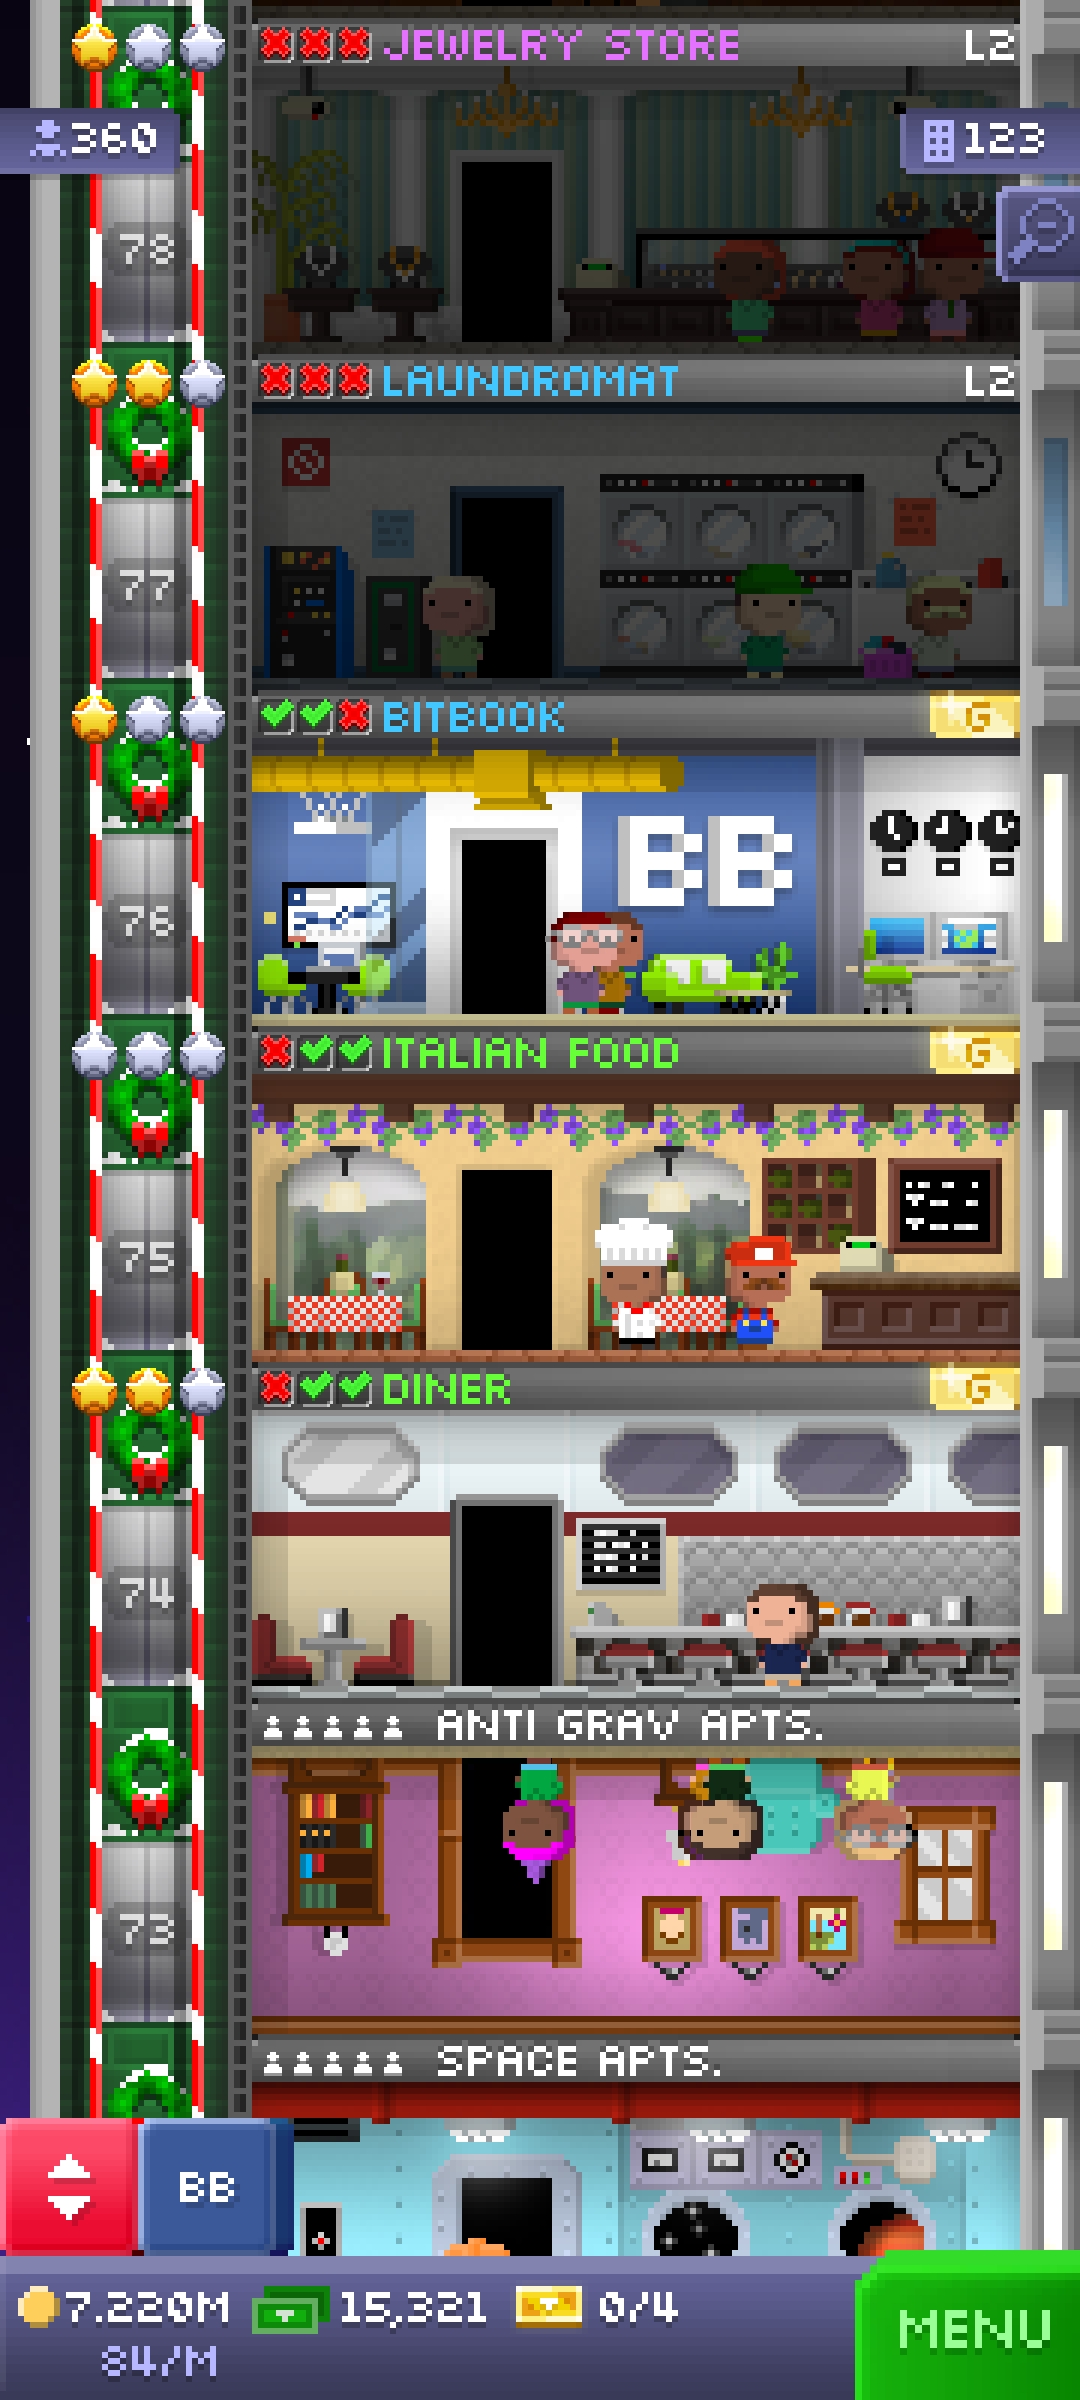 JEWELRY STORE L2
360
123
78
LAUNDROMAT L2
77
BITBOOK G
BB
76
ITALIAN FOOD G
75
DINER G
74
ANTI GRAV APTS.
73
SPACE APTS.
BB
7.220M 15,321 0/4
84/M
MENU